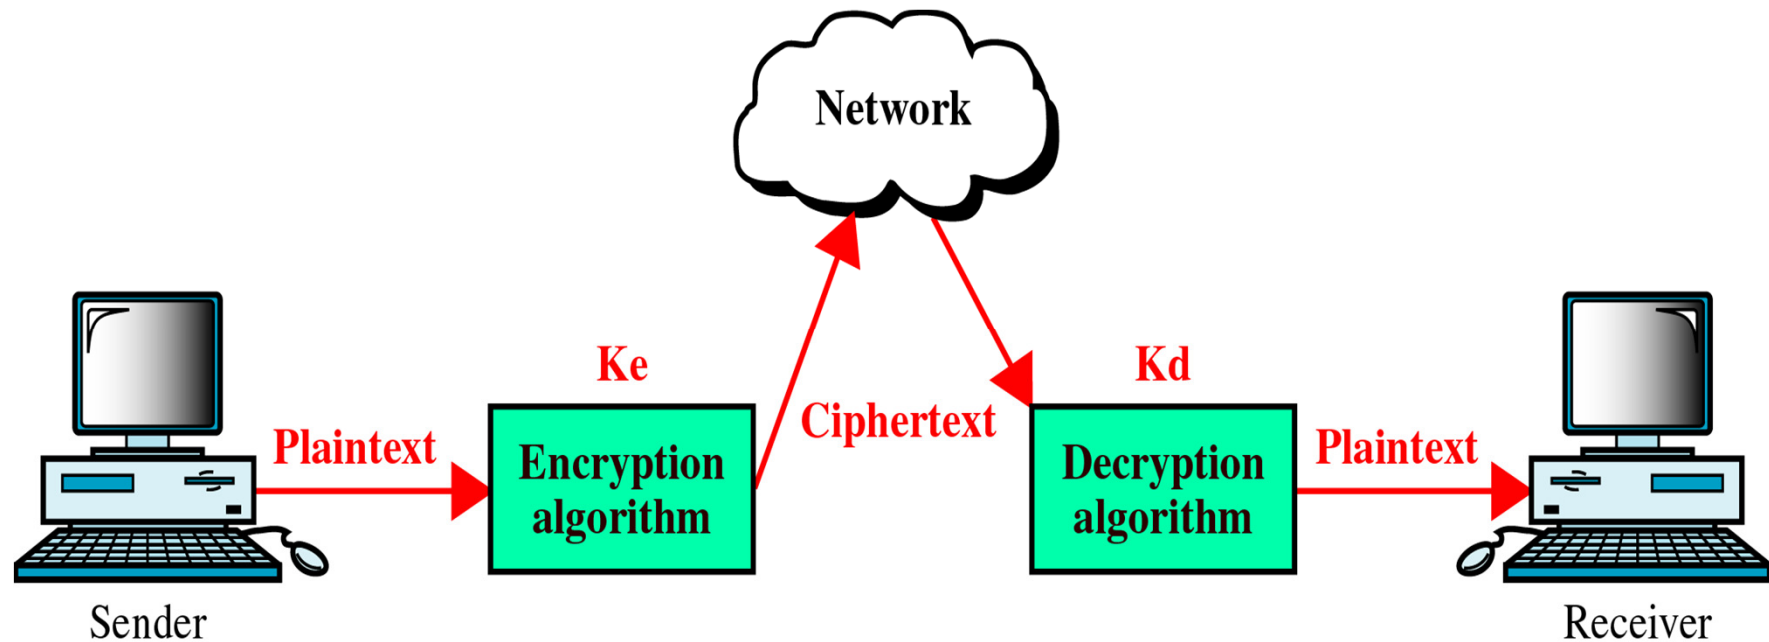 Network
Ke
Kd
Ciphertext
Plaintext
Encryption
algorithm
Decryption
algorithm
Plaintext
Sender
Receiver